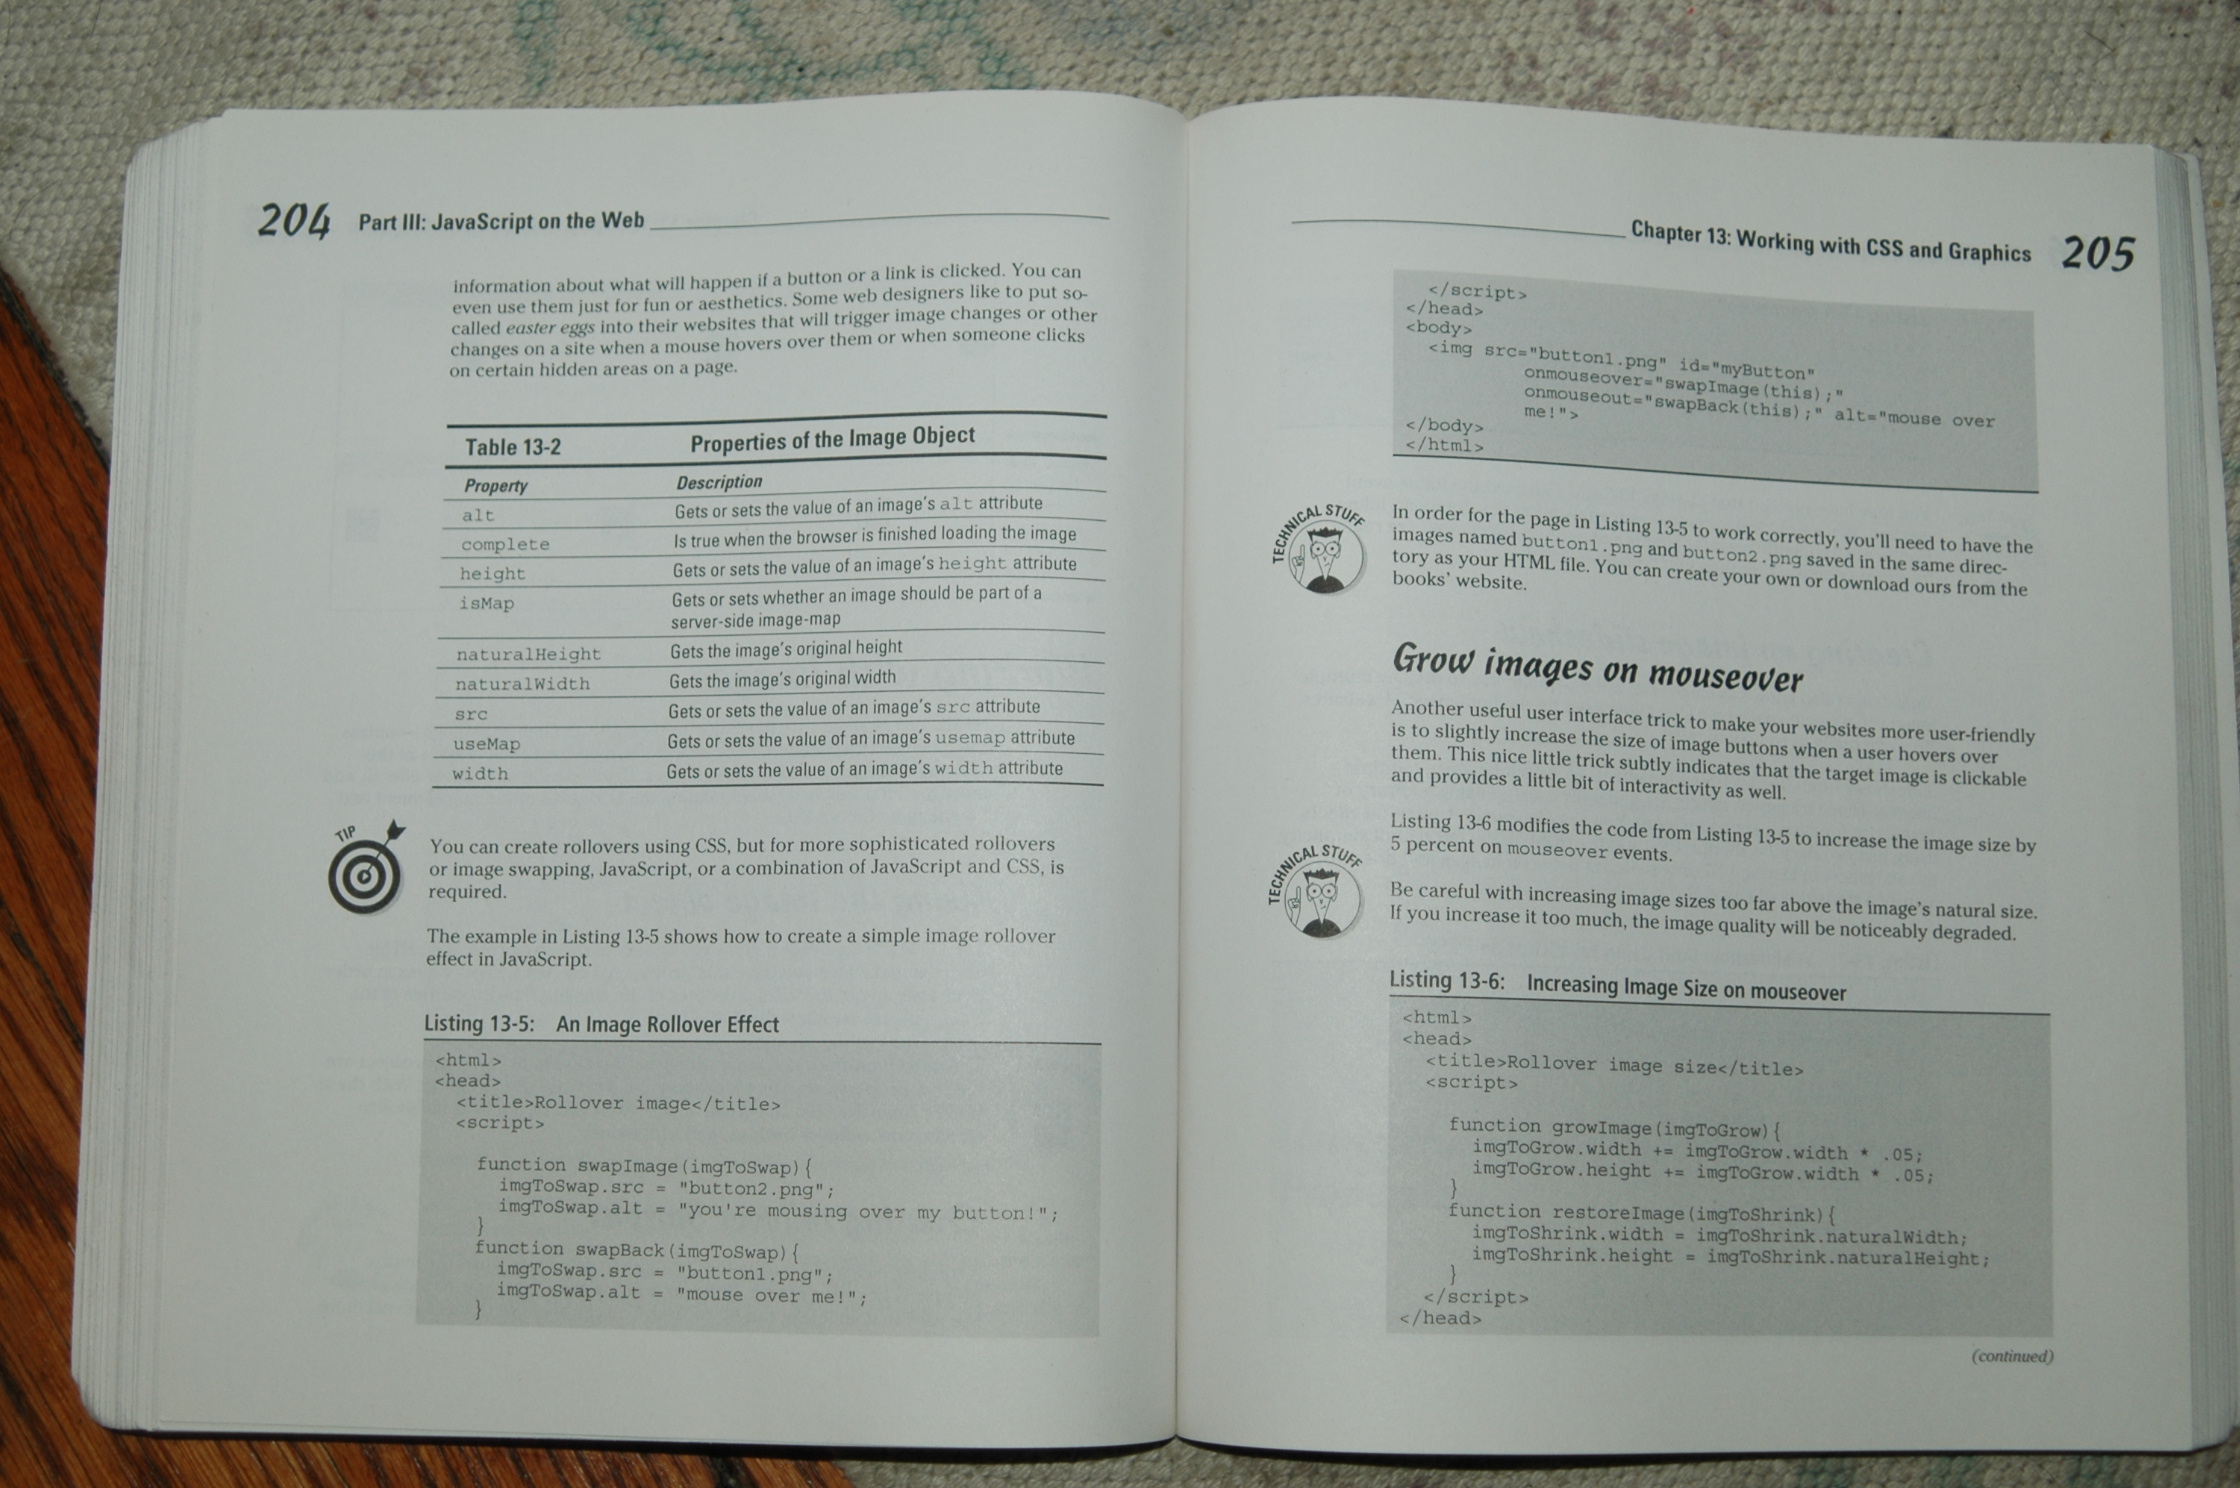 204 Part III: JavaScript on the Web
information about what will happen if a button or a link is clicked. You can
even use them just for fun or aesthetics. Some web designers like to put so-
called easter eggs into their websites that will trigger image changes or other
changes on a site when a mouse hovers over them or when someone clicks
on certain hidden areas on a page.
Table 13-2 Properties of the Image Object
Property Description
alt Gets or sets the value of an image's alt attribute
complete Is true when the browser is finished loading the image
height Gets or sets the value of an image's height attribute
isMap Gets or sets whether an image should be part of a
server-side image-map
naturalHeight Gets the image's original height
naturalWidth Gets the image's original width
src Gets or sets the value of an image's src attribute
useMap Gets or sets the value of an image's usemap attribute
width Gets or sets the value of an image's width attribute
TIP
You can create rollovers using CSS, but for more sophisticated rollovers
or image swapping, JavaScript, or a combination of JavaScript and CSS, is
required.
The example in Listing 13-5 shows how to create a simple image rollover
effect in JavaScript.
Listing 13-5: An Image Rollover Effect
<html>
<head>
  <title>Rollover image</title>
  <script>
    function swapImage(imgToSwap){
      imgToSwap.src = "button2.png";
      imgToSwap.alt = "you're mousing over my button!";
    }
    function swapBack(imgToSwap){
      imgToSwap.src = "button1.png";
      imgToSwap.alt = "mouse over me!";
    }
Chapter 13: Working with CSS and Graphics 205
  </script>
</head>
<body>
  <img src="button1.png" id="myButton"
          onmouseover="swapImage(this);"
          onmouseout="swapBack(this);" alt="mouse over
          me!">
</body>
</html>
TECHNICAL STUFF
In order for the page in Listing 13-5 to work correctly, you'll need to have the
images named button1.png and button2.png saved in the same direc-
tory as your HTML file. You can create your own or download ours from the
books' website.
Grow images on mouseover
Another useful user interface trick to make your websites more user-friendly
is to slightly increase the size of image buttons when a user hovers over
them. This nice little trick subtly indicates that the target image is clickable
and provides a little bit of interactivity as well.
Listing 13-6 modifies the code from Listing 13-5 to increase the image size by
5 percent on mouseover events.
TECHNICAL STUFF
Be careful with increasing image sizes too far above the image's natural size.
If you increase it too much, the image quality will be noticeably degraded.
Listing 13-6: Increasing Image Size on mouseover
<html>
<head>
  <title>Rollover image size</title>
  <script>
    function growImage(imgToGrow){
      imgToGrow.width += imgToGrow.width * .05;
      imgToGrow.height += imgToGrow.width * .05;
    }
    function restoreImage(imgToShrink){
      imgToShrink.width = imgToShrink.naturalWidth;
      imgToShrink.height = imgToShrink.naturalHeight;
    }
  </script>
</head>
(continued)